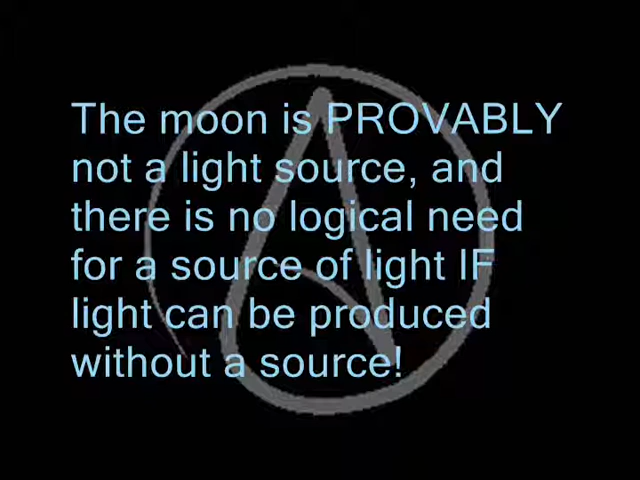 The moon is PROVABLY
not a light source, and
there is no logical need
for a source of light IF
light can be produced
without a source!